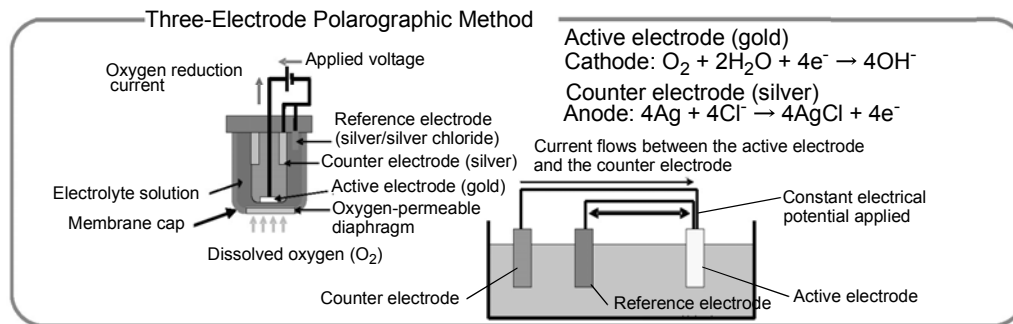 Three-Electrode Polarographic Method
Applied voltage
Oxygen reduction
current
Reference electrode
(silver/silver chloride)
Counter electrode (silver)
Active electrode (gold)
Oxygen-permeable
diaphragm
Electrolyte solution
Membrane cap
Dissolved oxygen (O₂)
Active electrode (gold)
Cathode: O₂ + 2H₂O + 4e⁻ → 4OH⁻
Counter electrode (silver)
Anode: 4Ag + 4Cl⁻ → 4AgCl + 4e⁻
Current flows between the active electrode
and the counter electrode
Constant electrical
potential applied
Counter electrode
Reference electrode
Active electrode